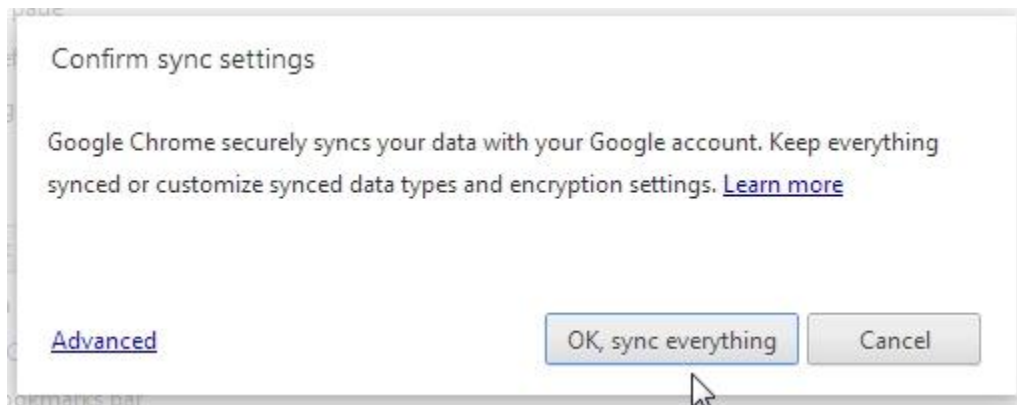 Confirm sync settings
Google Chrome securely syncs your data with your Google account. Keep everything
synced or customize synced data types and encryption settings. Learn more
Advanced
OK, sync everything
Cancel